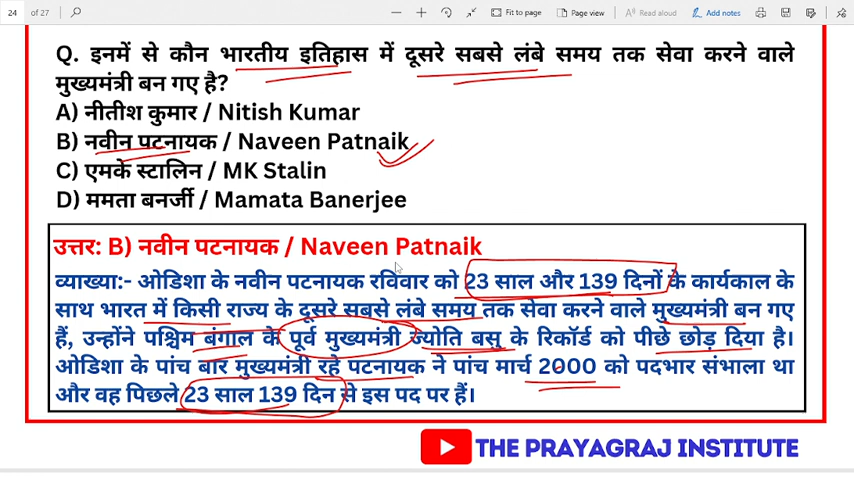 24 of 27
Fit to page
Page view
Read aloud
Add notes
Q. इनमें से कौन भारतीय इतिहास में दूसरे सबसे लंबे समय तक सेवा करने वाले
मुख्यमंत्री बन गए है?
A) नीतीश कुमार / Nitish Kumar
B) नवीन पटनायक / Naveen Patnaik
C) एमके स्टालिन / MK Stalin
D) ममता बनर्जी / Mamata Banerjee
उत्तर: B) नवीन पटनायक / Naveen Patnaik
व्याख्या:- ओडिशा के नवीन पटनायक रविवार को 23 साल और 139 दिनों के कार्यकाल के
साथ भारत में किसी राज्य के दूसरे सबसे लंबे समय तक सेवा करने वाले मुख्यमंत्री बन गए
हैं, उन्होंने पश्चिम बंगाल के पूर्व मुख्यमंत्री ज्योति बसु के रिकॉर्ड को पीछे छोड़ दिया है।
ओडिशा के पांच बार मुख्यमंत्री रहे पटनायक ने पांच मार्च 2000 को पदभार संभाला था
और वह पिछले 23 साल 139 दिन से इस पद पर हैं।
THE PRAYAGRAJ INSTITUTE